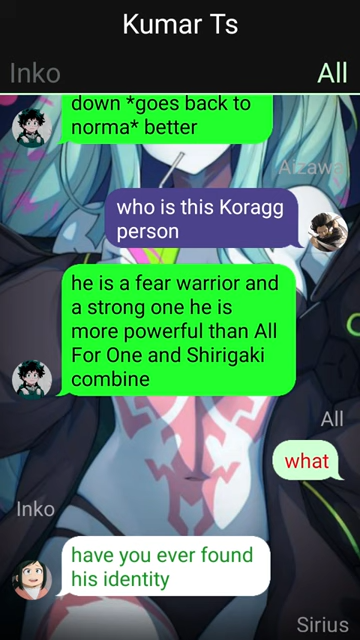 Kumar Ts
Inko
All
down *goes back to
norma* better
Aizawa
who is this Koragg
person
he is a fear warrior and
a strong one he is
more powerful than All
For One and Shirigaki
combine
All
what
Inko
have you ever found
his identity
Sirius